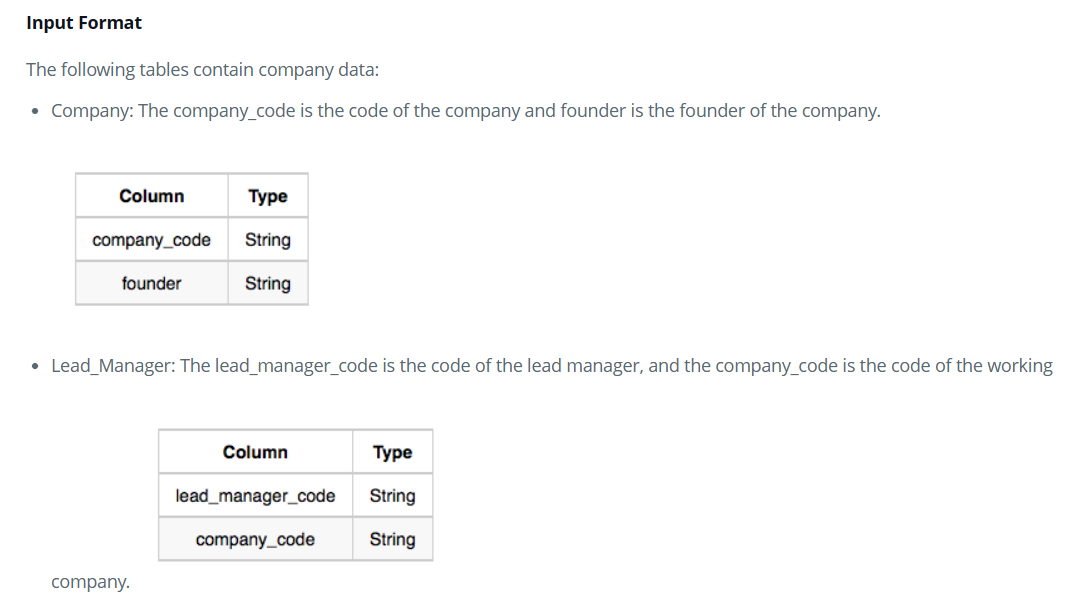 Input Format
The following tables contain company data:
• Company: The company_code is the code of the company and founder is the founder of the company.
Column Type
company_code String
founder String
• Lead_Manager: The lead_manager_code is the code of the lead manager, and the company_code is the code of the working
Column Type
lead_manager_code String
company_code String
company.